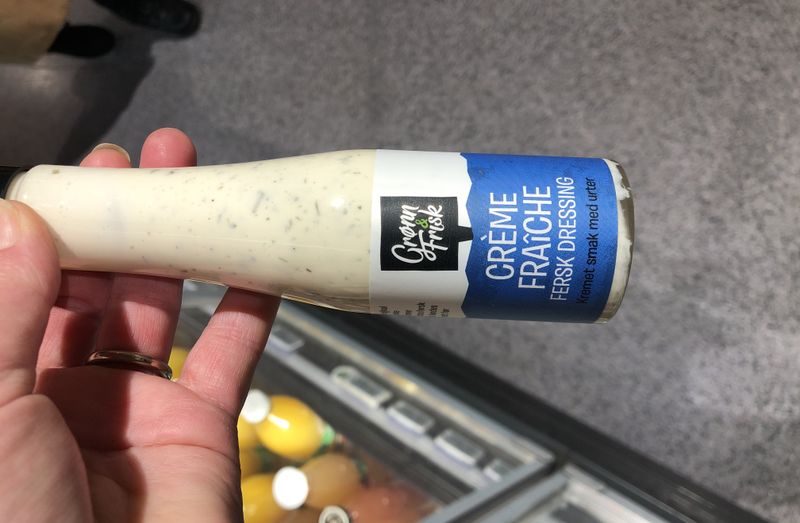 Grønn
&
Frisk
CRÈME
FRAÎCHE
FERSK DRESSING
Kremet smak med urter